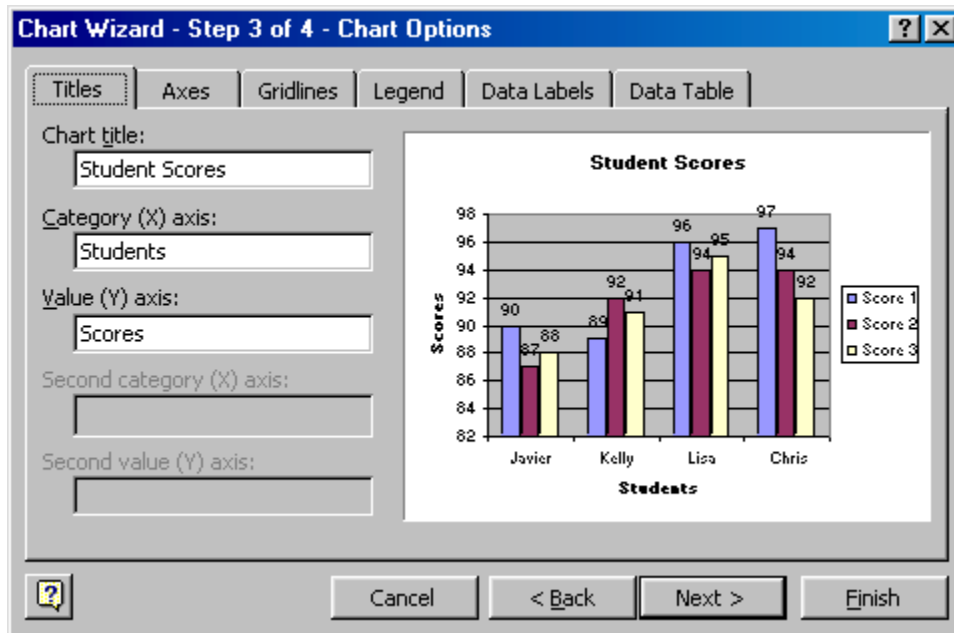 Chart Wizard - Step 3 of 4 - Chart Options
Titles Axes Gridlines Legend Data Labels Data Table
Chart title:
Student Scores
Category (X) axis:
Students
Value (Y) axis:
Scores
Second category (X) axis:
Second value (Y) axis:
Student Scores
Scores
98
96
94
92
90
88
86
84
82
90 87 88
89 92 91
96 94 95
97 94 92
Javier Kelly Lisa Chris
Students
Score 1
Score 2
Score 3
Cancel < Back Next > Finish